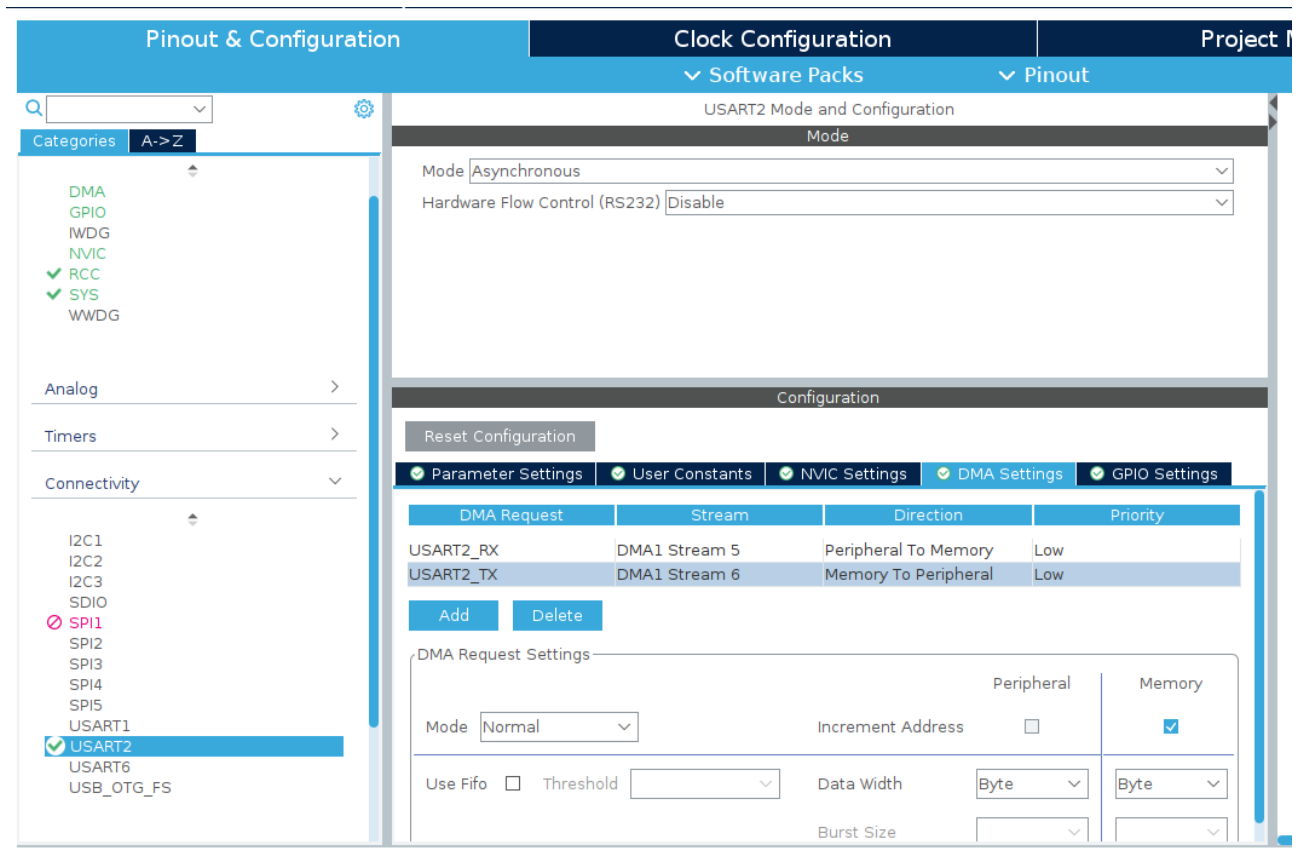 Pinout & Configuration
Clock Configuration
Software Packs
Pinout
USART2 Mode and Configuration
Categories
A->Z
Mode
DMA
GPIO
IWDG
NVIC
RCC
SYS
WWDG
Analog
Timers
Connectivity
I2C1
I2C2
I2C3
SDIO
SPI1
SPI2
SPI3
SPI4
SPI5
USART1
USART2
USART6
USB_OTG_FS
Mode Asynchronous
Hardware Flow Control (RS232) Disable
Configuration
Reset Configuration
Parameter Settings
User Constants
NVIC Settings
DMA Settings
GPIO Settings
DMA Request Stream Direction Priority
USART2_RX DMA1 Stream 5 Peripheral To Memory Low
USART2_TX DMA1 Stream 6 Memory To Peripheral Low
Add
Delete
DMA Request Settings
Peripheral Memory
Mode Normal Increment Address
Use Fifo Threshold Data Width Byte Byte
Burst Size
Project